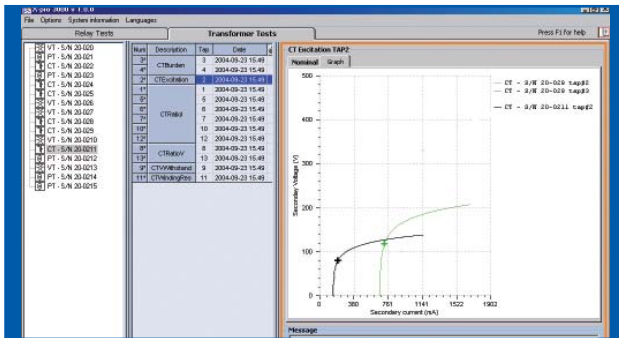 X-pro 3000 v 1.0.0
File Options System information Languages
Relay Tests
Transformer Tests
Press F1 for help
VT - S/N 20-020
PT - S/N 20-021
PT - S/N 20-022
PT - S/N 20-023
CT - S/N 20-024
CT - S/N 20-025
VT - S/N 20-026
VT - S/N 20-027
CT - S/N 20-028
CT - S/N 20-029
VT - S/N 20-0210
CT - S/N 20-0211
PT - S/N 20-0212
VT - S/N 20-0213
PT - S/N 20-0214
PT - S/N 20-0215
Num Description Tap Date
3* CTBurden 3 2004-09-23 15.49
4* 4 2004-09-23 15.49
2* CTExcitation 2 2004-09-23 15.49
1* CTRatioI 1 2004-09-23 15.49
5* 5 2004-09-23 15.49
6* 6 2004-09-23 15.49
7* 7 2004-09-23 15.49
10* 10 2004-09-23 15.49
12* 12 2004-09-23 15.49
8* CTRatioV 8 2004-09-23 15.49
13* 13 2004-09-23 15.49
9* CTVWithstand 9 2004-09-23 15.49
11* CTWindingRes 11 2004-09-23 15.49
CT Excitation TAP2
Nominal Graph
CT - S/N 20-029 tap#3
CT - S/N 20-0211 tap#2
Secondary Voltage (V)
500
400
300
200
100
0
0 380 761 1141 1522 1902
Secondary current (mA)
Message